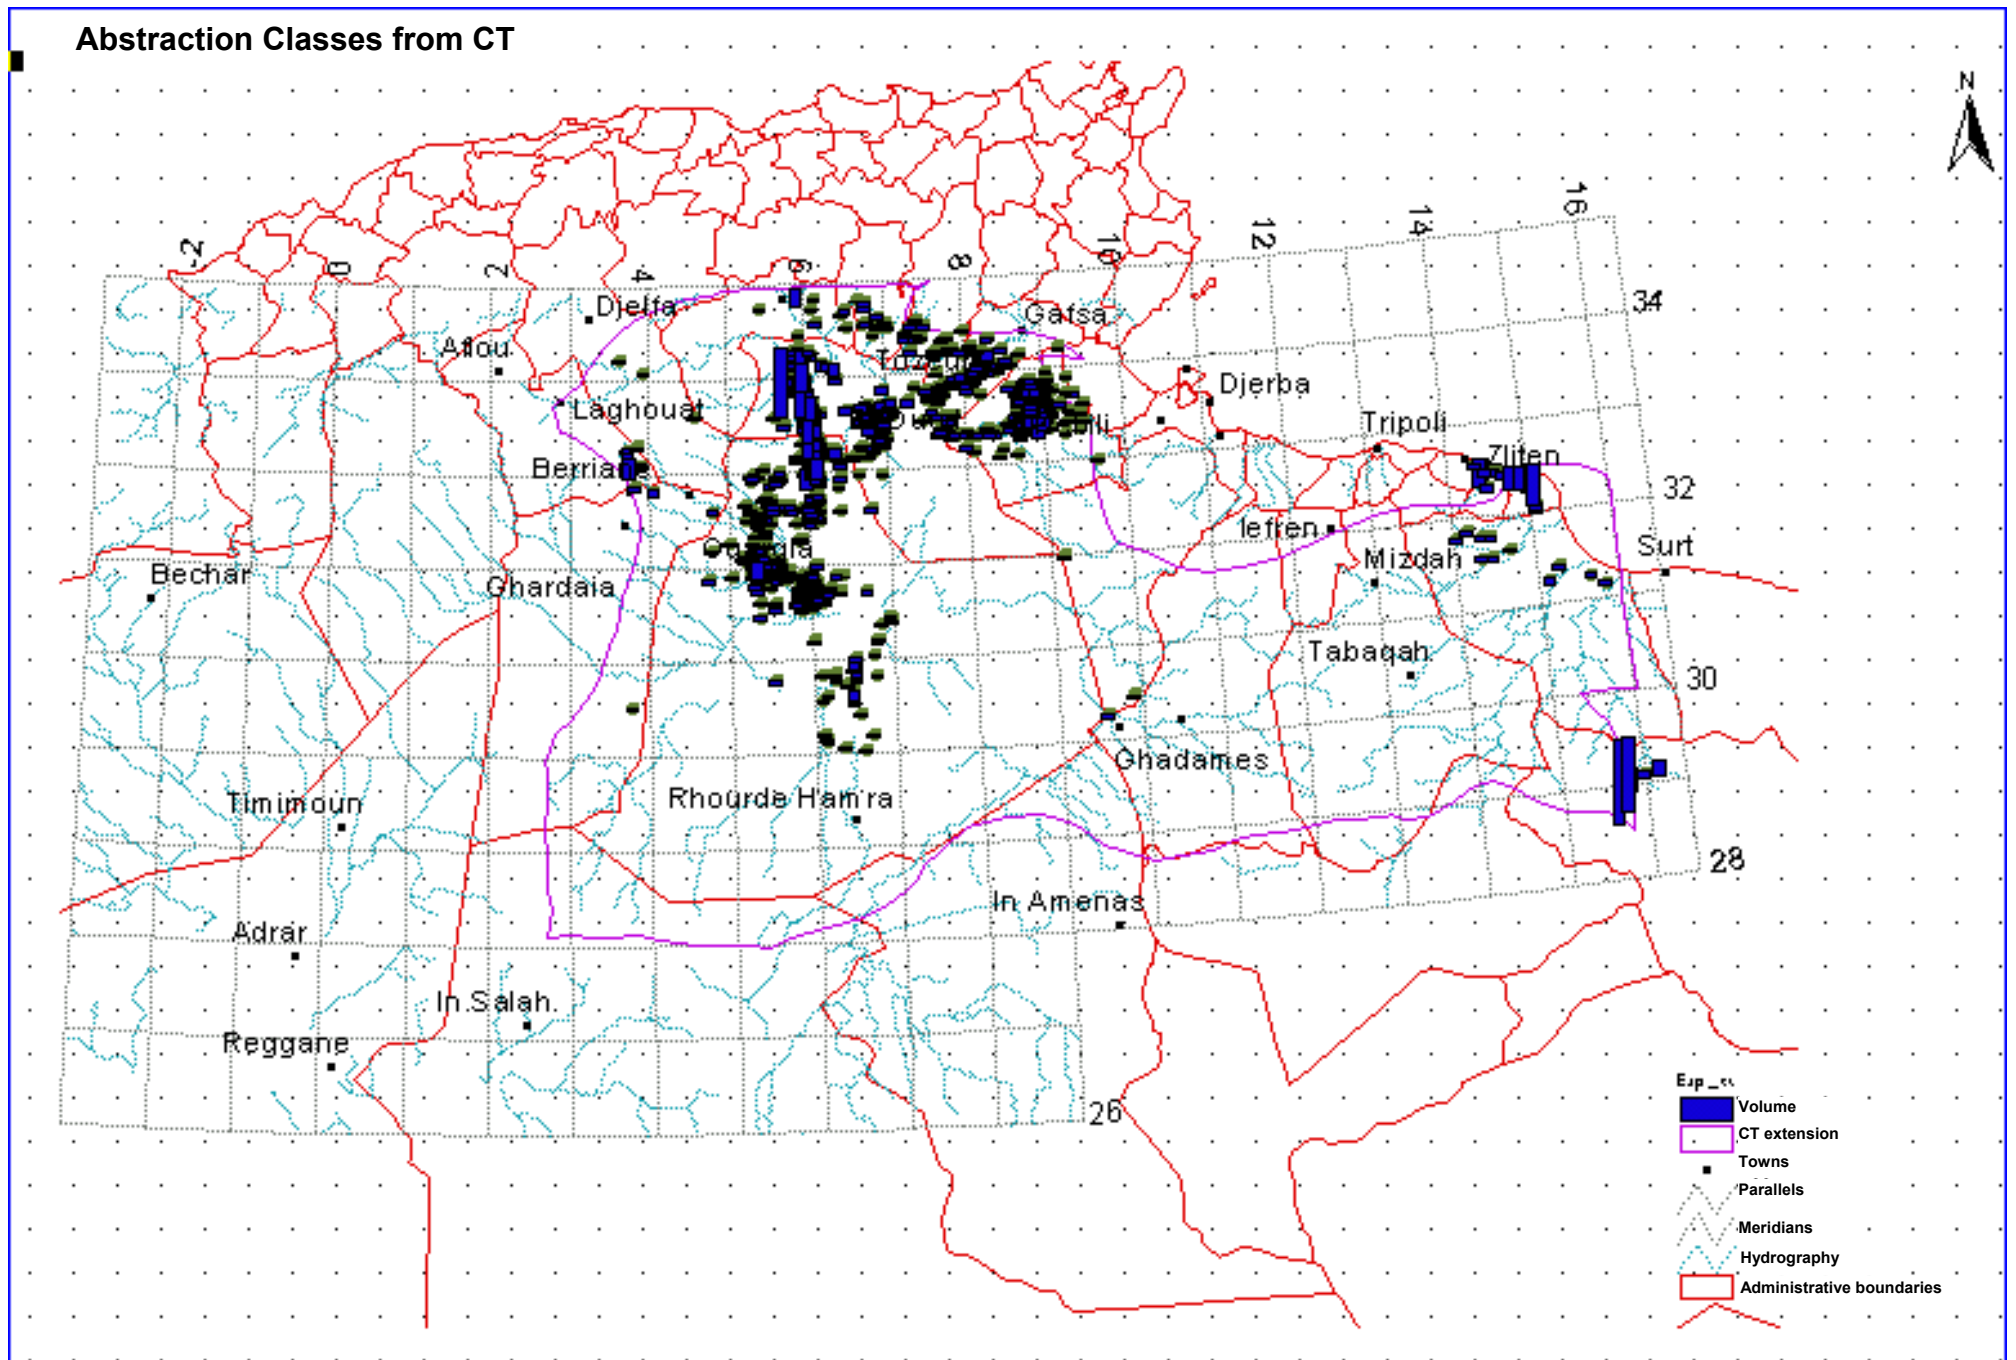 Abstraction Classes from CT
N
-2
0
2
4
6
8
10
12
14
16
34
Djelfa
Gafsa
Aflou
Djerba
Laghouat
Tripoli
Zliten
Berriane
32
Iefren
Surt
Mizdah
Bechar
Ghardaia
Tabaqah
30
Ghadames
Rhourde Hamra
Timimoun
28
In Amenas
Adrar
In Salah
Reggane
26
Volume
CT extension
Towns
Parallels
Meridians
Hydrography
Administrative boundaries